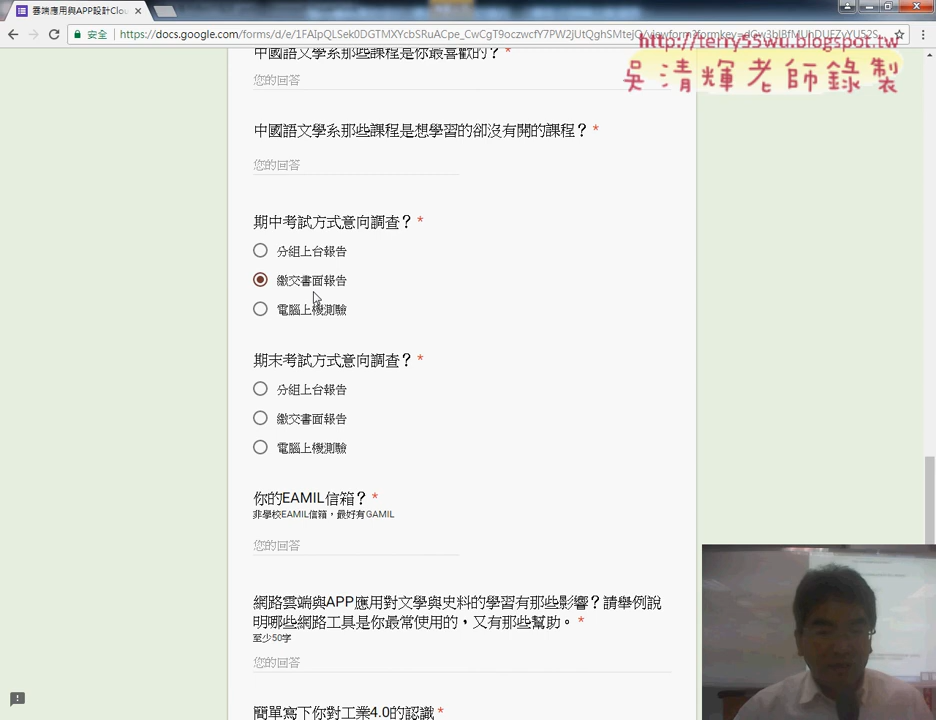 雲端應用與APP設計Clou
安全
http://terry55wu.blogspot.tw
吳清輝老師錄製
中國語文學系那些課程是你最喜歡的？ *
您的回答
中國語文學系那些課程是想學習的卻沒有開的課程？ *
您的回答
期中考試方式意向調查？ *
分組上台報告
繳交書面報告
電腦上機測驗
期末考試方式意向調查？ *
分組上台報告
繳交書面報告
電腦上機測驗
你的EAMIL信箱？ *
非學校EAMIL信箱，最好有GAMIL
您的回答
網路雲端與APP應用對文學與史料的學習有那些影響？請舉例說
明哪些網路工具是你最常使用的，又有那些幫助。 *
至少50字
您的回答
簡單寫下你對工業4.0的認識 *